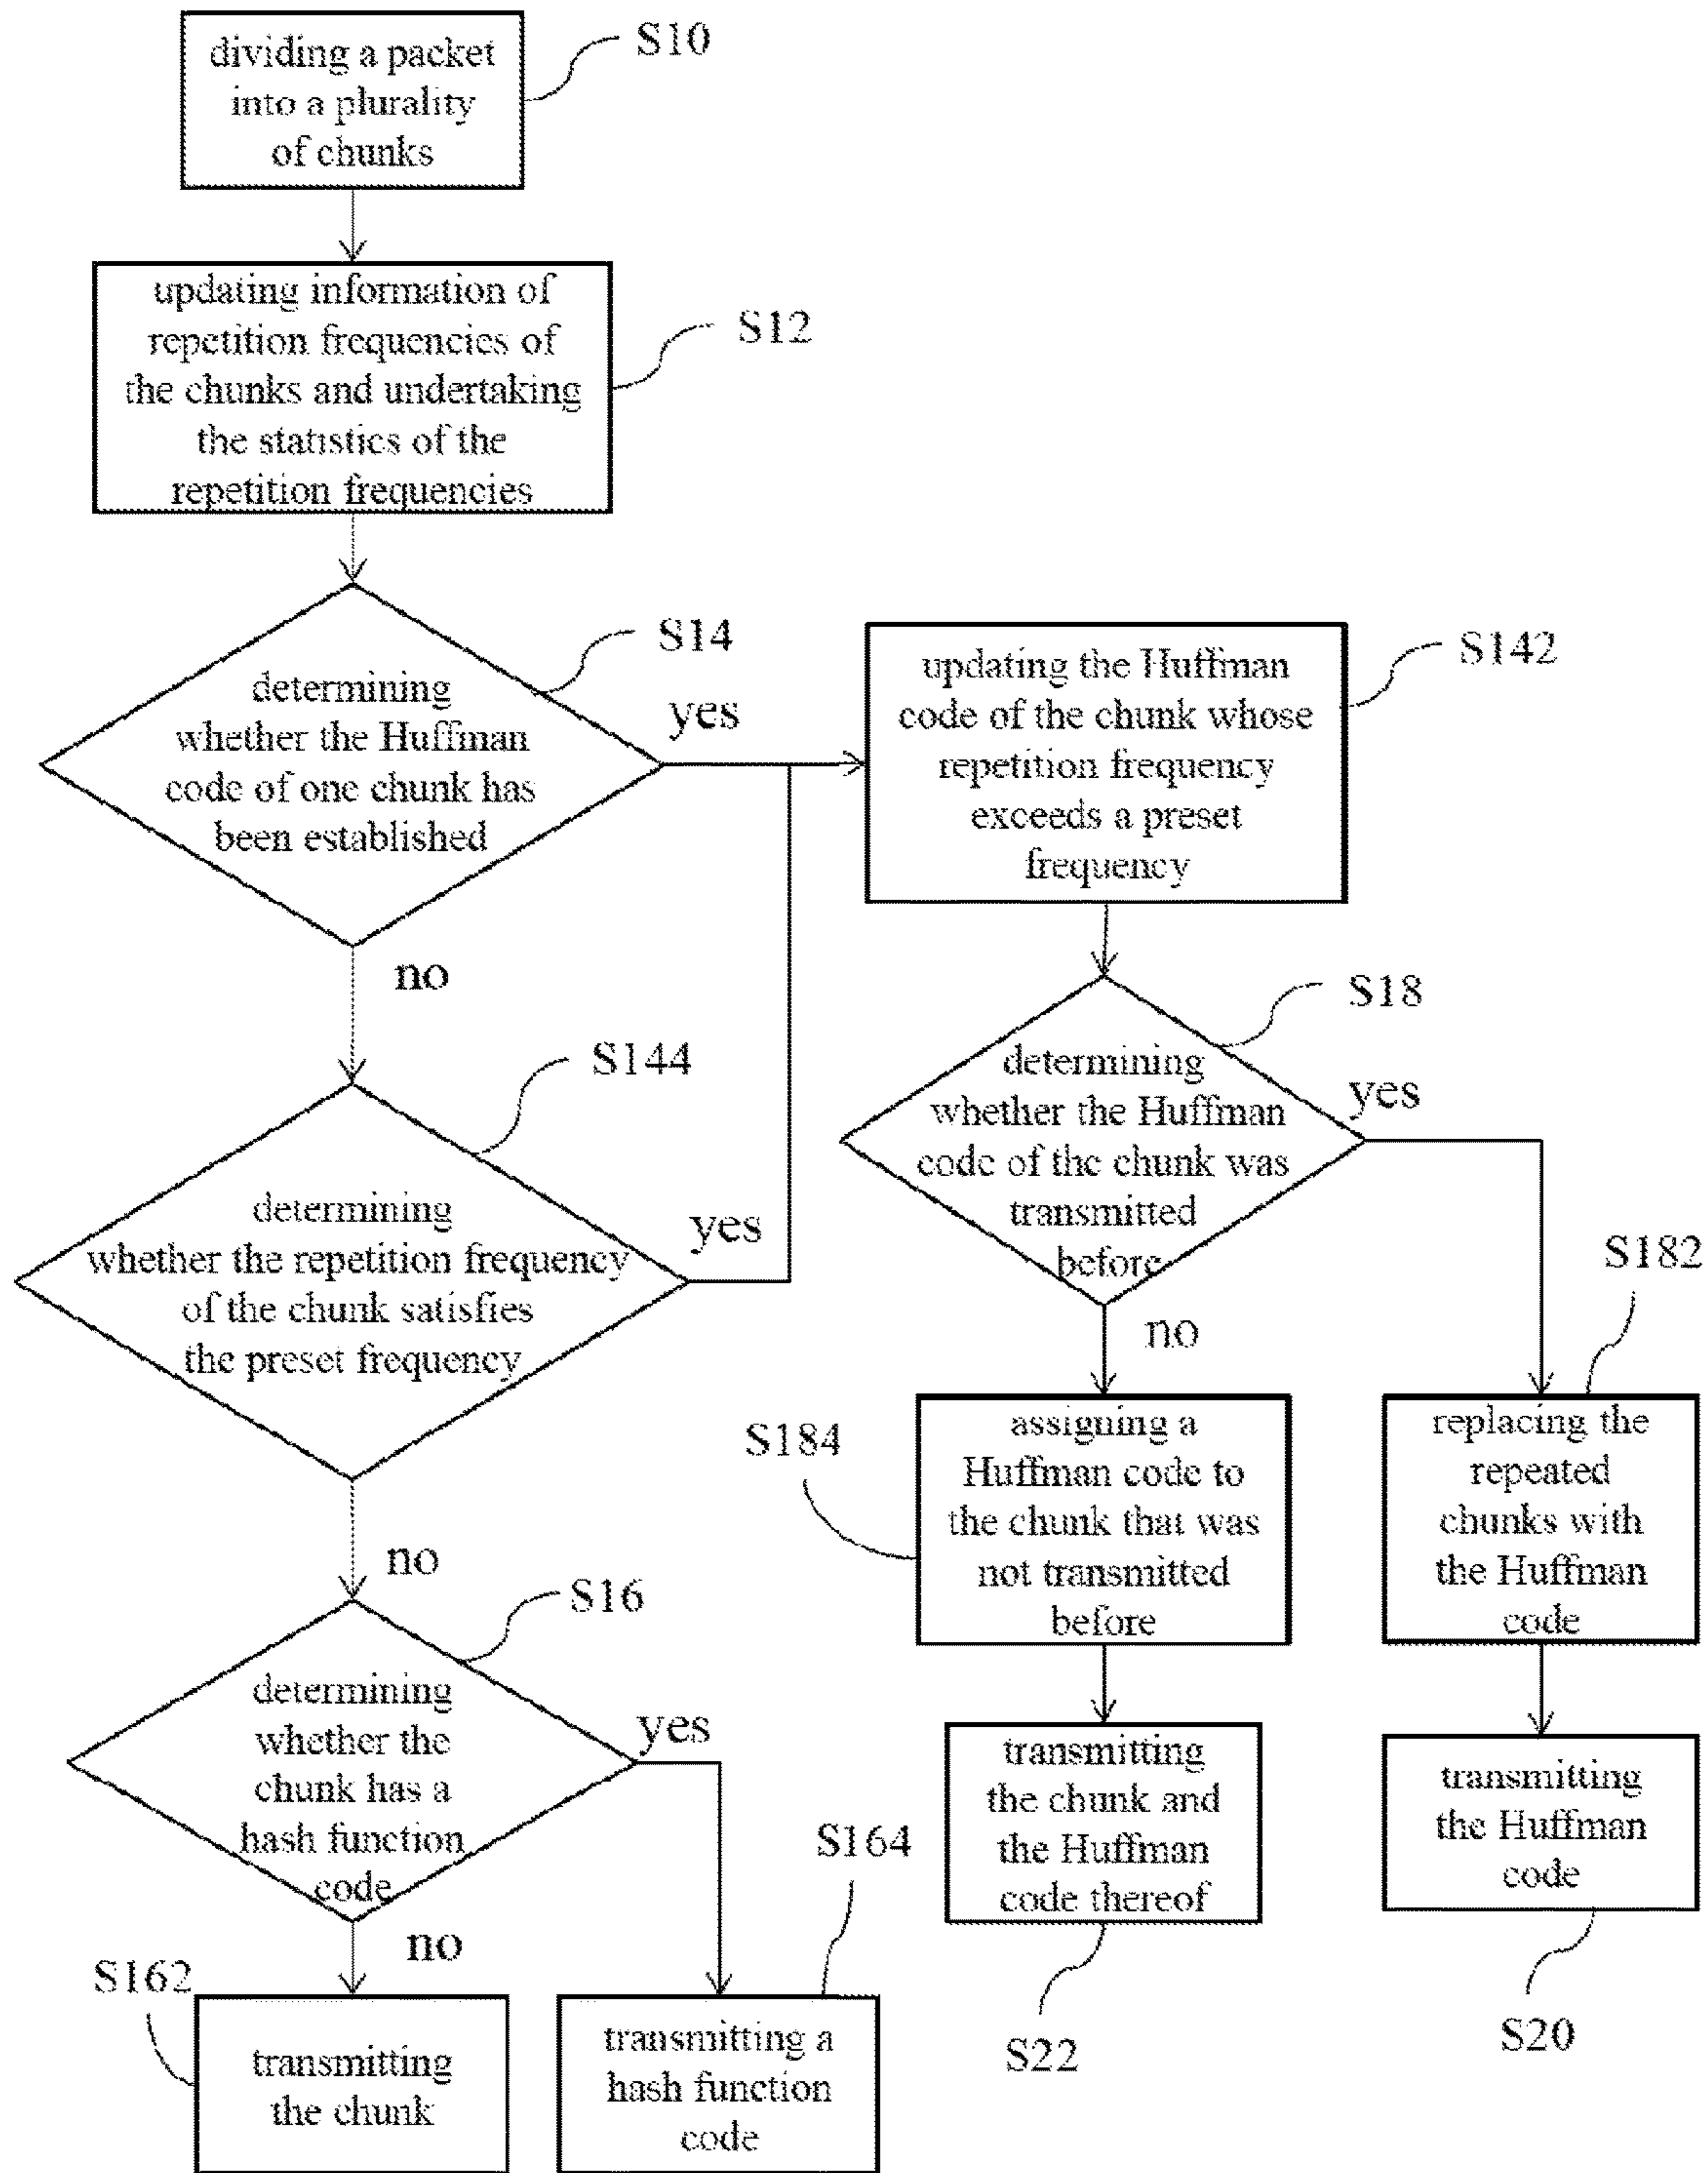 dividing a packet
into a plurality
of chunks
S10
updating information of
repetition frequencies of
the chunks and undertaking
the statistics of the
repetition frequencies
S12
determining
whether the Huffman
code of one chunk has
been established
S14
yes
no
updating the Huffman
code of the chunk whose
repetition frequency
exceeds a preset
frequency
S142
determining
whether the repetition frequency
of the chunk satisfies
the preset frequency
S144
yes
no
determining
whether the Huffman
code of the chunk was
transmitted
before
S18
yes
no
S182
replacing the
repeated
chunks with
the Huffman
code
S184
assigning a
Huffman code to
the chunk that was
not transmitted
before
determining
whether the
chunk has a
hash function
code
S16
yes
no
transmitting
the chunk and
the Huffman
code thereof
S22
transmitting
the Huffman
code
S20
S162
transmitting
the chunk
S164
transmitting a
hash function
code